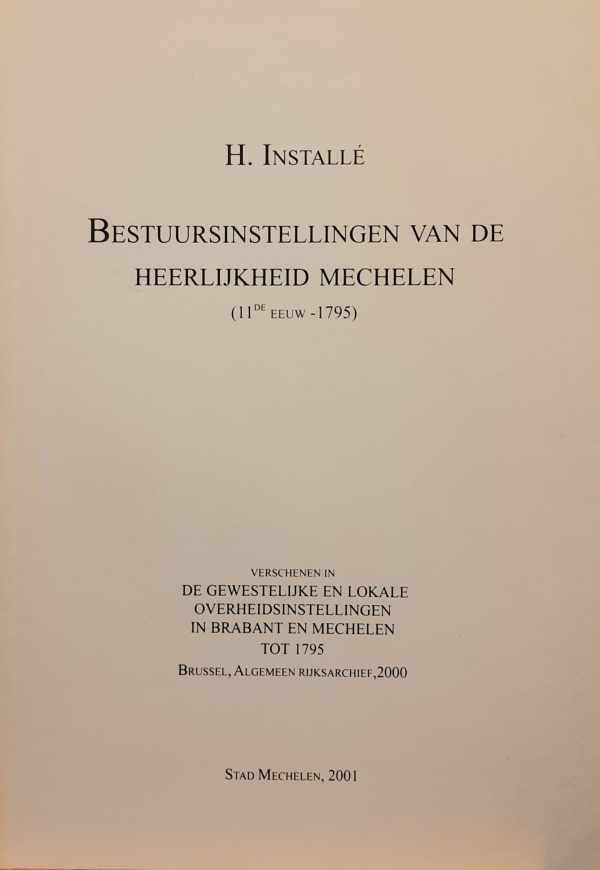 H. Installé
Bestuursinstellingen van de
heerlijkheid Mechelen
(11de eeuw -1795)
verschenen in
DE GEWESTELIJKE EN LOKALE
OVERHEIDSINSTELLINGEN
IN BRABANT EN MECHELEN
TOT 1795
Brussel, Algemeen rijksarchief,2000
Stad Mechelen, 2001